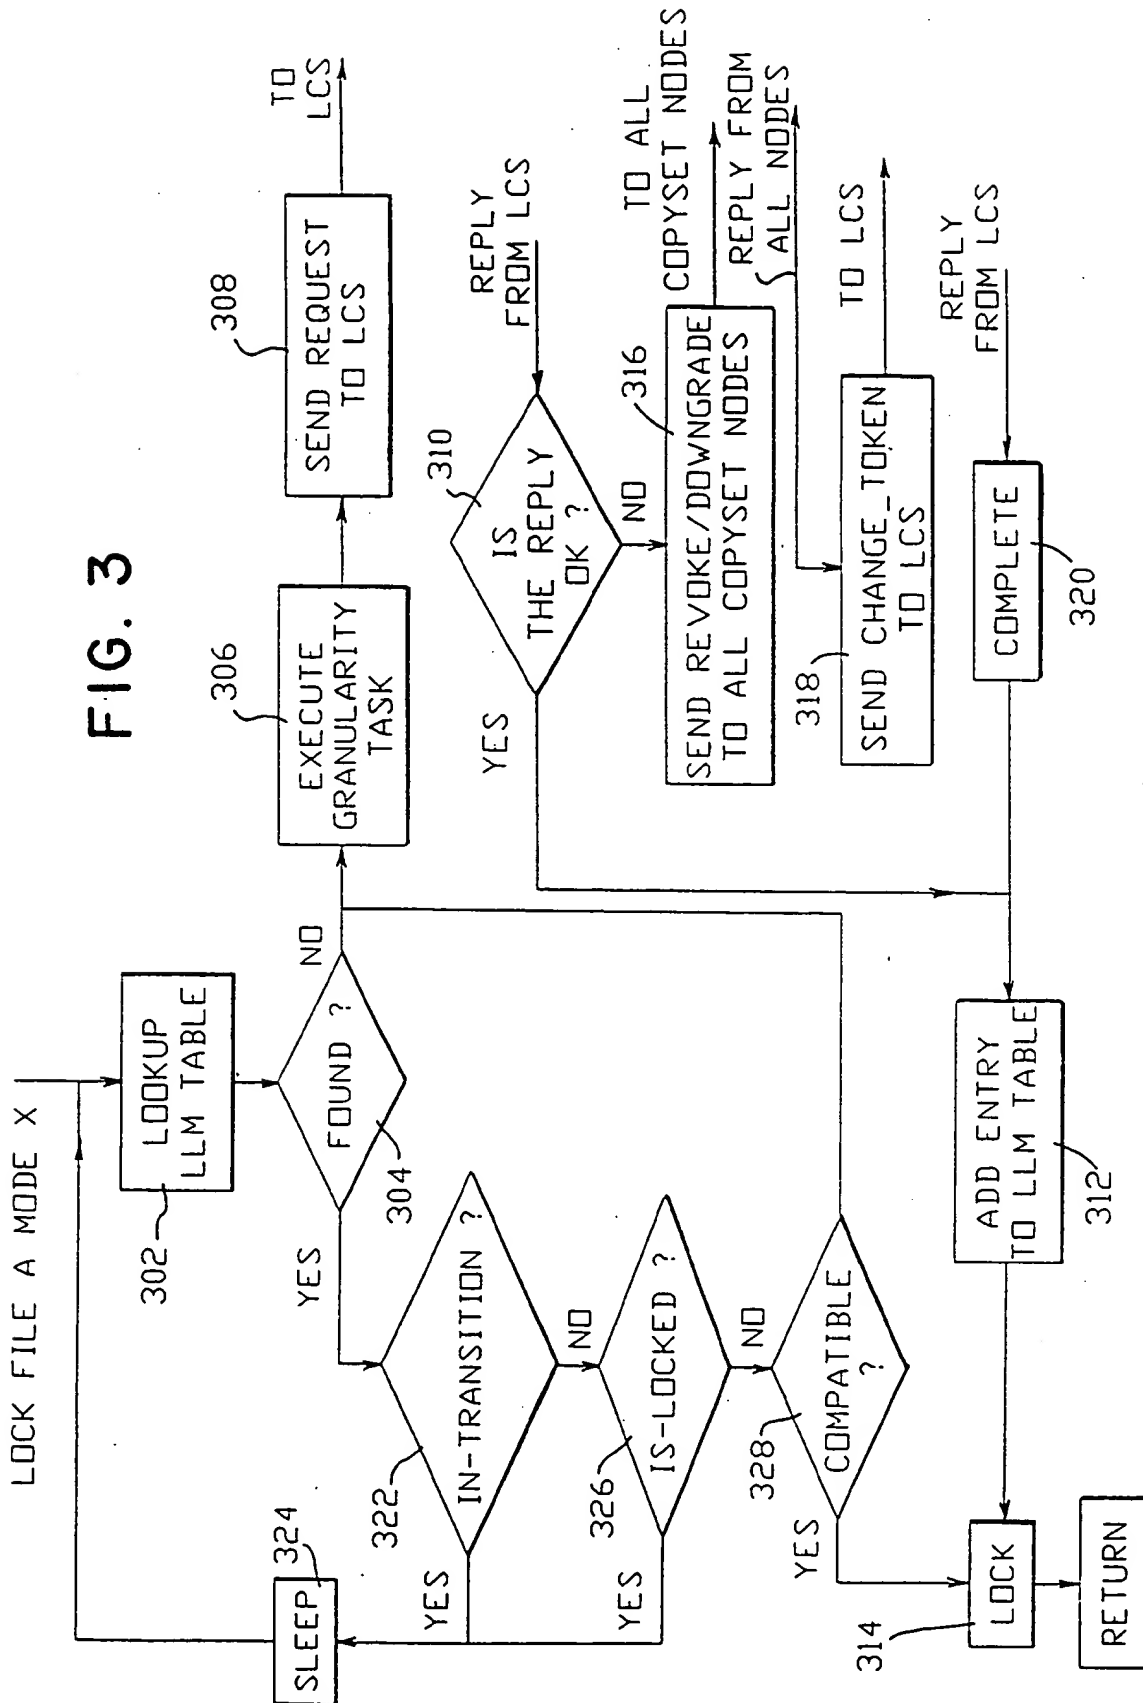 FIG. 3
LOCK FILE A MODE X
302
LOOKUP
LLM TABLE
FOUND ?
304
NO
YES
306
EXECUTE
GRANULARITY
TASK
308
SEND REQUEST
TO LCS
TO
LCS
324
SLEEP
322
IN-TRANSITION ?
YES
NO
326
IS-LOCKED ?
YES
NO
328
COMPATIBLE
?
YES
REPLY
FROM LCS
310
IS
THE REPLY
OK ?
YES
NO
316
SEND REVOKE/DOWNGRADE
TO ALL COPYSET NODES
TO ALL
COPYSET NODES
REPLY FROM
ALL NODES
318
SEND CHANGE_TOKEN
TO LCS
TO LCS
REPLY
FROM LCS
COMPLETE
320
ADD ENTRY
TO LLM TABLE
312
314
LOCK
RETURN